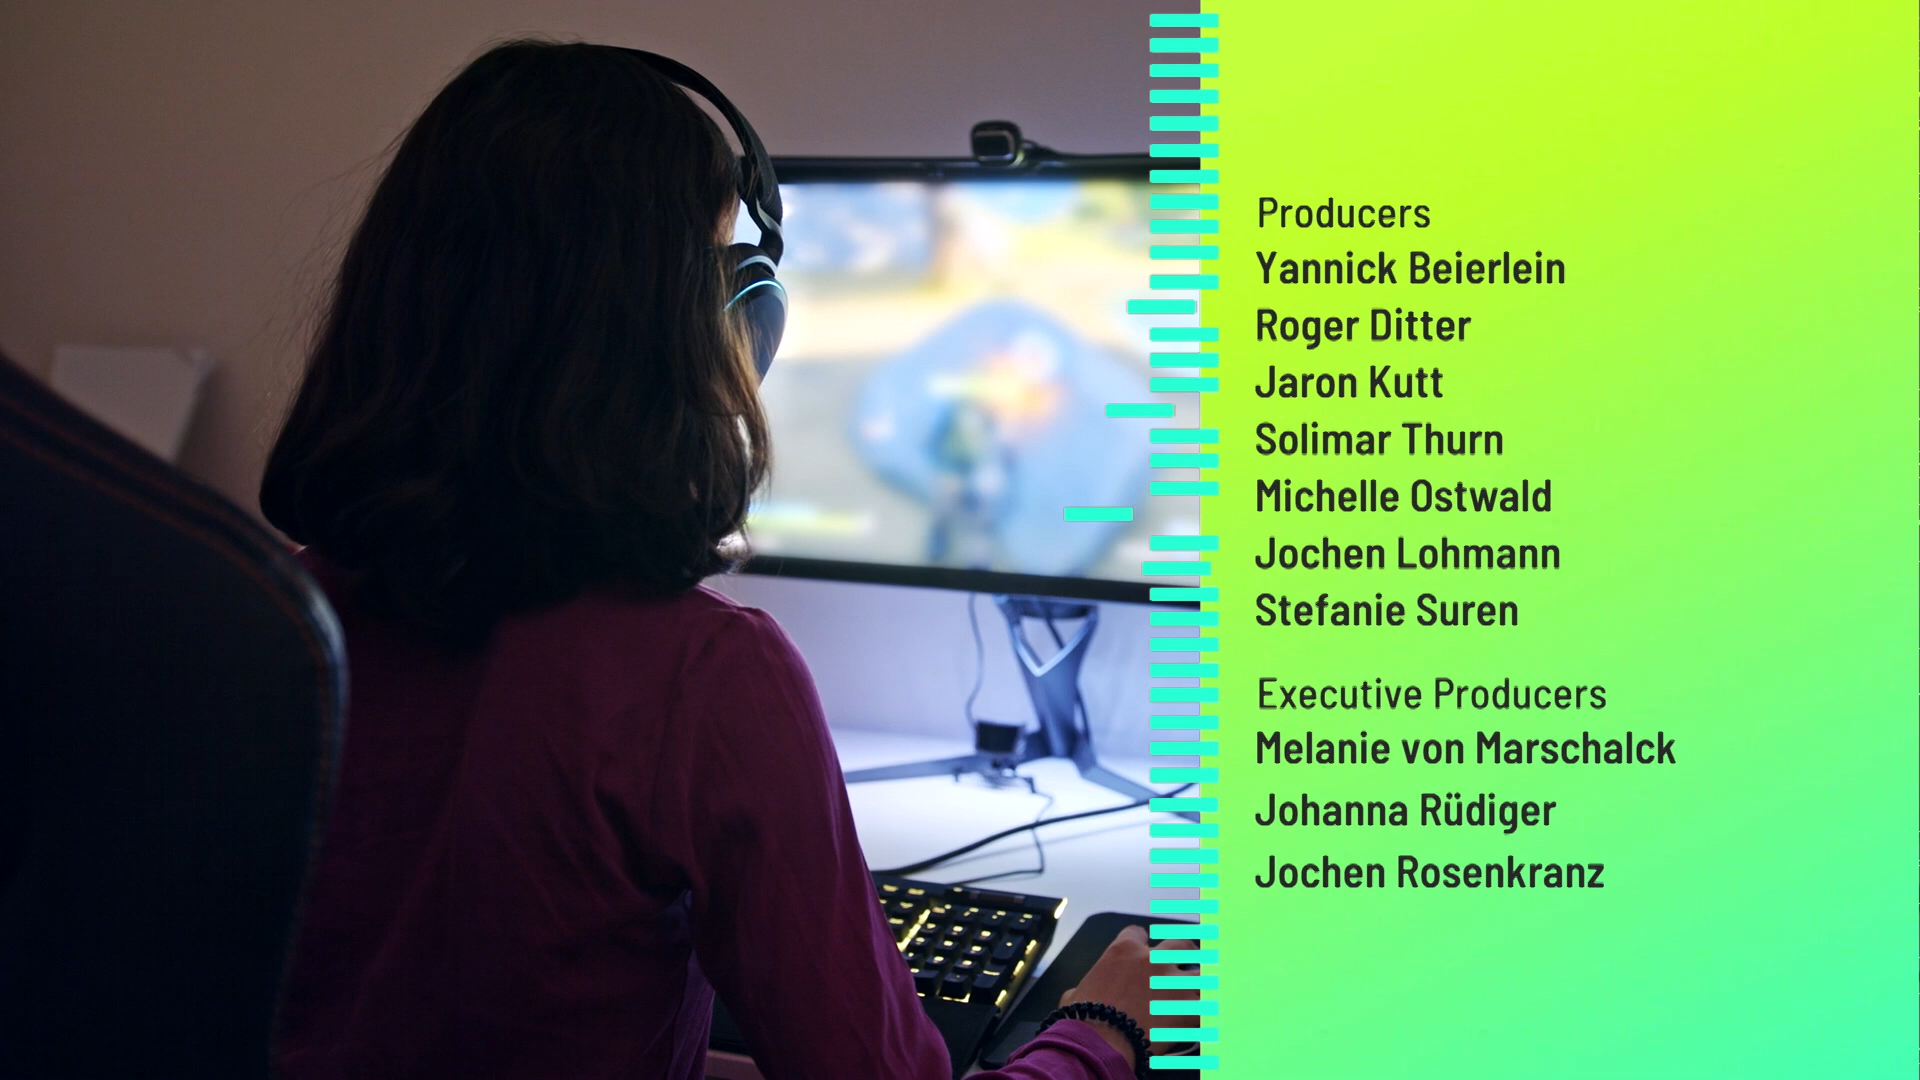 Producers
Yannick Beierlein
Roger Ditter
Jaron Kutt
Solimar Thurn
Michelle Ostwald
Jochen Lohmann
Stefanie Suren
Executive Producers
Melanie von Marschalck
Johanna Rüdiger
Jochen Rosenkranz